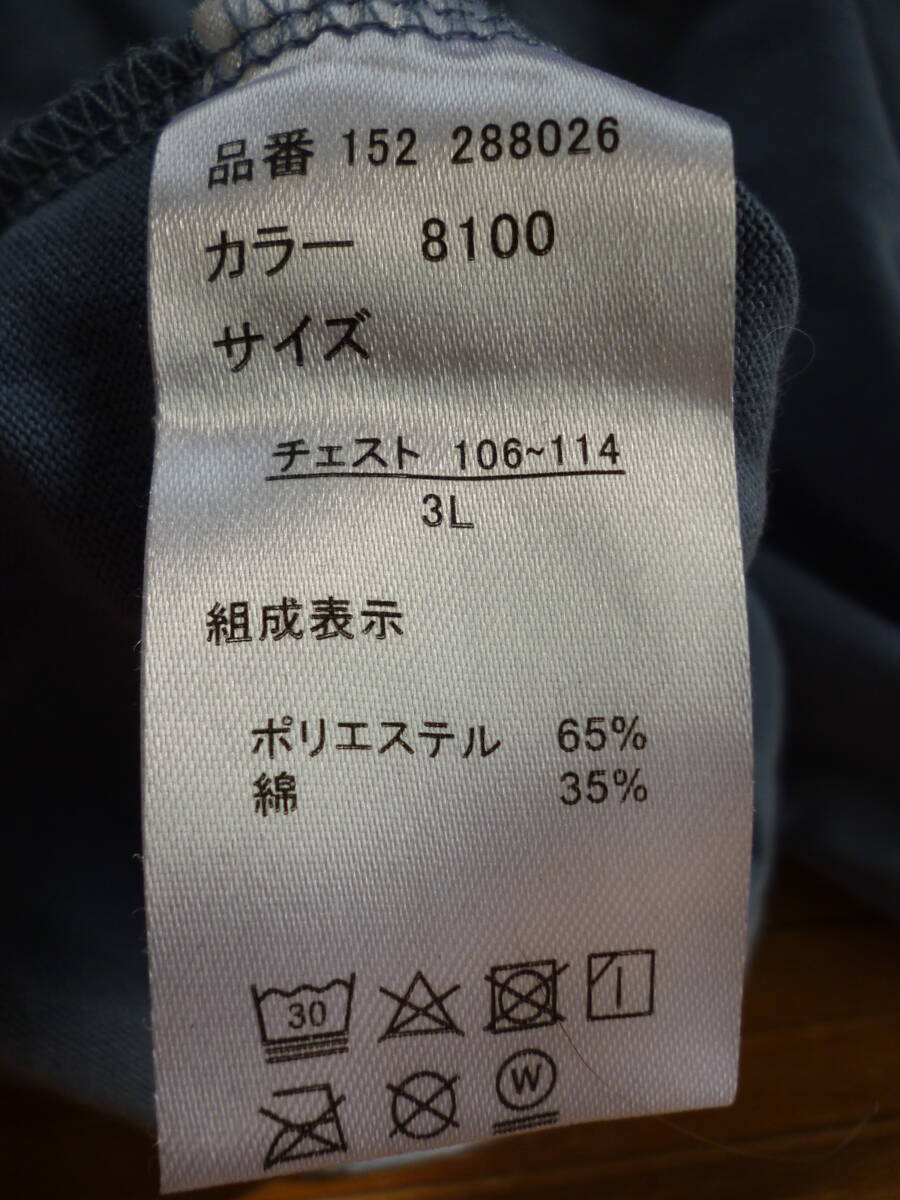 品番 152 288026
カラー 8100
サイズ
チェスト 106~114
3L
組成表示
ポリエステル 65%
綿 35%
30
W